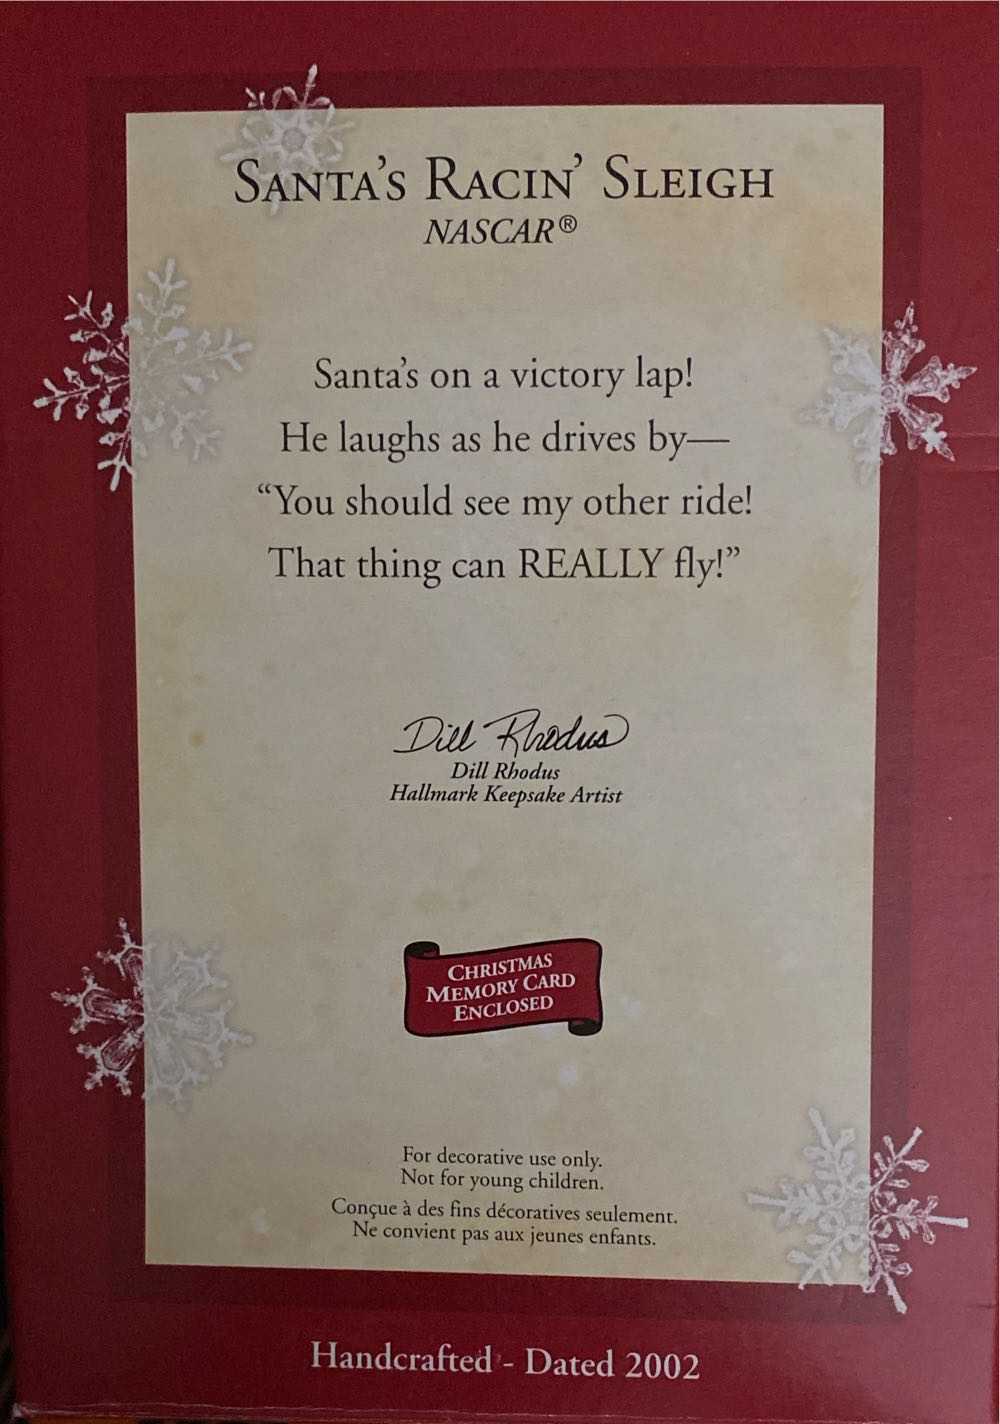 SANTA'S RACIN' SLEIGH
NASCAR®
Santa's on a victory lap!
He laughs as he drives by—
"You should see my other ride!
That thing can REALLY fly!"
Dill Rhodus
Dill Rhodus
Hallmark Keepsake Artist
CHRISTMAS
MEMORY CARD
ENCLOSED
For decorative use only.
Not for young children.
Conçue à des fins décoratives seulement.
Ne convient pas aux jeunes enfants.
Handcrafted - Dated 2002